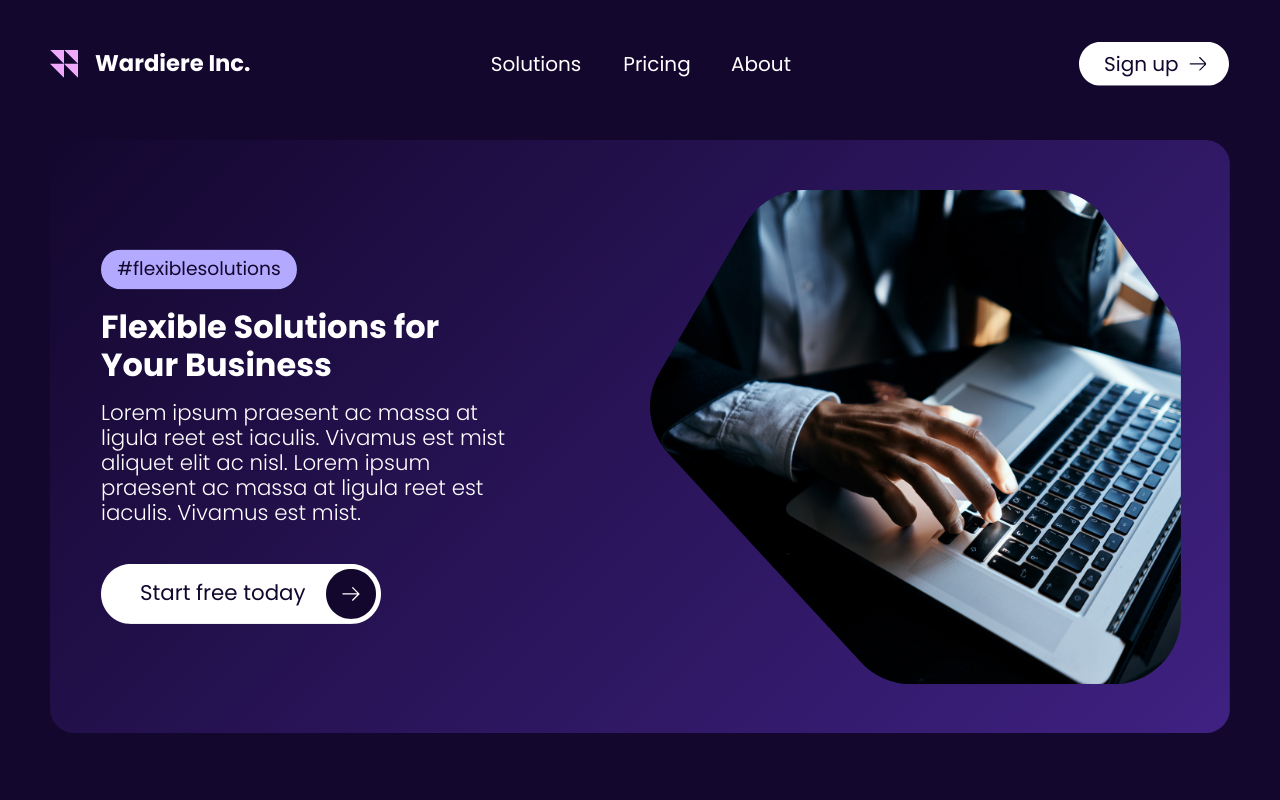 Wardiere Inc.
Solutions
Pricing
About
Sign up
#flexiblesolutions
Flexible Solutions for
Your Business
Lorem ipsum praesent ac massa at
ligula reet est iaculis. Vivamus est mist
aliquet elit ac nisl. Lorem ipsum
praesent ac massa at ligula reet est
iaculis. Vivamus est mist.
Start free today